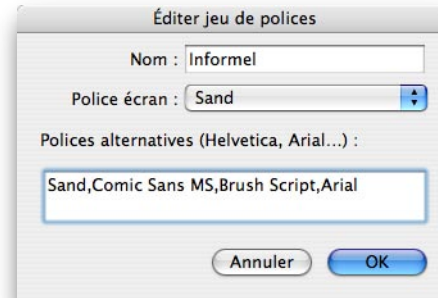 Éditer jeu de polices
Nom : Informel
Police écran : Sand
Polices alternatives (Helvetica, Arial...) :
Sand,Comic Sans MS,Brush Script,Arial
Annuler OK